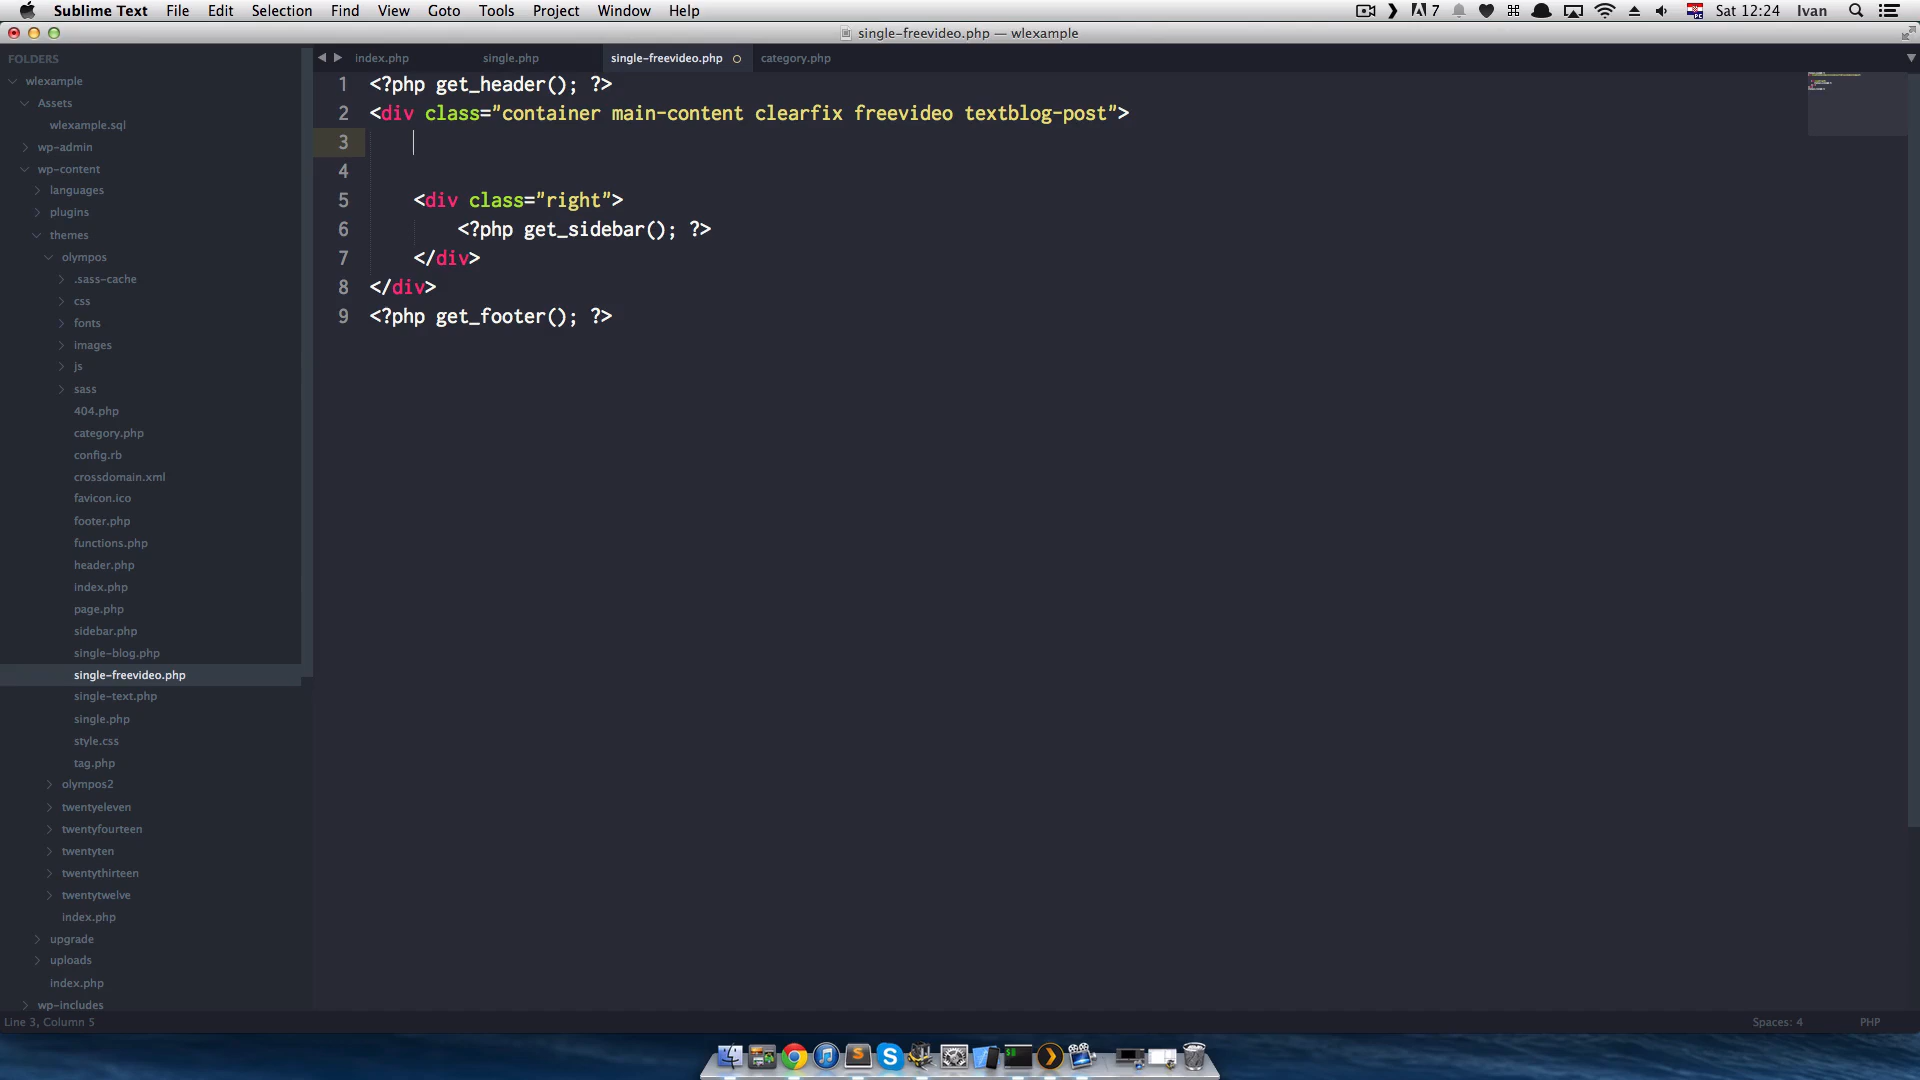 Sublime Text File Edit Selection Find View Goto Tools Project Window Help
7 Sat 12:24 Ivan
single-freevideo.php — wlexample
FOLDERS
wlexample
Assets
wlexample.sql
wp-admin
wp-content
languages
plugins
themes
olympos
.sass-cache
css
fonts
images
js
sass
404.php
category.php
config.rb
crossdomain.xml
favicon.ico
footer.php
functions.php
header.php
index.php
page.php
sidebar.php
single-blog.php
single-freevideo.php
single-text.php
single.php
style.css
tag.php
olympos2
twentyeleven
twentyfourteen
twentyten
twentythirteen
twentytwelve
index.php
upgrade
uploads
index.php
wp-includes
index.php single.php single-freevideo.php category.php
1 <?php get_header(); ?>
2 <div class="container main-content clearfix freevideo textblog-post">
3
4
5 <div class="right">
6 <?php get_sidebar(); ?>
7 </div>
8 </div>
9 <?php get_footer(); ?>
Line 3, Column 5 Spaces: 4 PHP